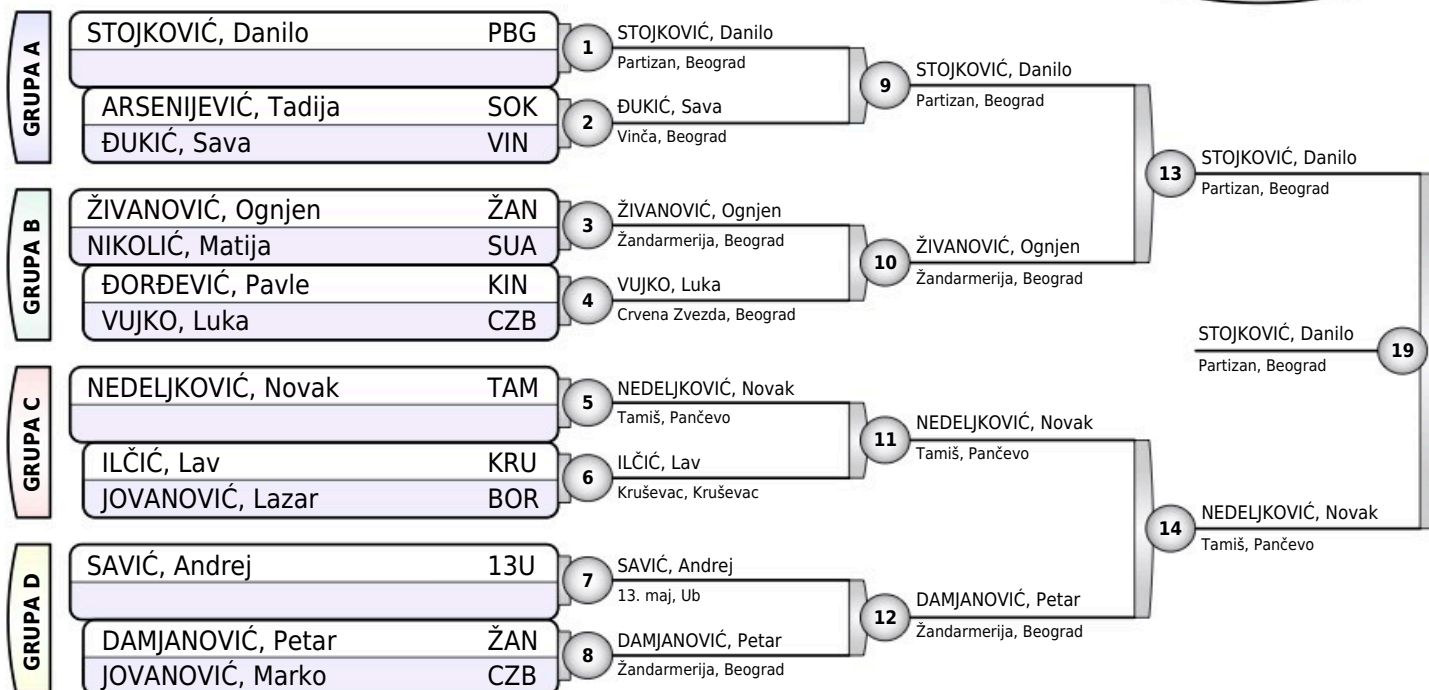 GRUPA A
STOJKOVIĆ, Danilo PBG
ARSENIJEVIĆ, Tadija SOK
ĐUKIĆ, Sava VIN
GRUPA B
ŽIVANOVIĆ, Ognjen ŽAN
NIKOLIĆ, Matija SUA
ĐORĐEVIĆ, Pavle KIN
VUJKO, Luka CZB
GRUPA C
NEDELJKOVIĆ, Novak TAM
ILČIĆ, Lav KRU
JOVANOVIĆ, Lazar BOR
GRUPA D
SAVIĆ, Andrej 13U
DAMJANOVIĆ, Petar ŽAN
JOVANOVIĆ, Marko CZB
1
STOJKOVIĆ, Danilo
Partizan, Beograd
2
ĐUKIĆ, Sava
Vinča, Beograd
3
ŽIVANOVIĆ, Ognjen
Žandarmerija, Beograd
4
VUJKO, Luka
Crvena Zvezda, Beograd
5
NEDELJKOVIĆ, Novak
Tamiš, Pančevo
6
ILČIĆ, Lav
Kruševac, Kruševac
7
SAVIĆ, Andrej
13. maj, Ub
8
DAMJANOVIĆ, Petar
Žandarmerija, Beograd
9
STOJKOVIĆ, Danilo
Partizan, Beograd
10
ŽIVANOVIĆ, Ognjen
Žandarmerija, Beograd
11
NEDELJKOVIĆ, Novak
Tamiš, Pančevo
12
DAMJANOVIĆ, Petar
Žandarmerija, Beograd
13
STOJKOVIĆ, Danilo
Partizan, Beograd
14
NEDELJKOVIĆ, Novak
Tamiš, Pančevo
STOJKOVIĆ, Danilo
Partizan, Beograd
19